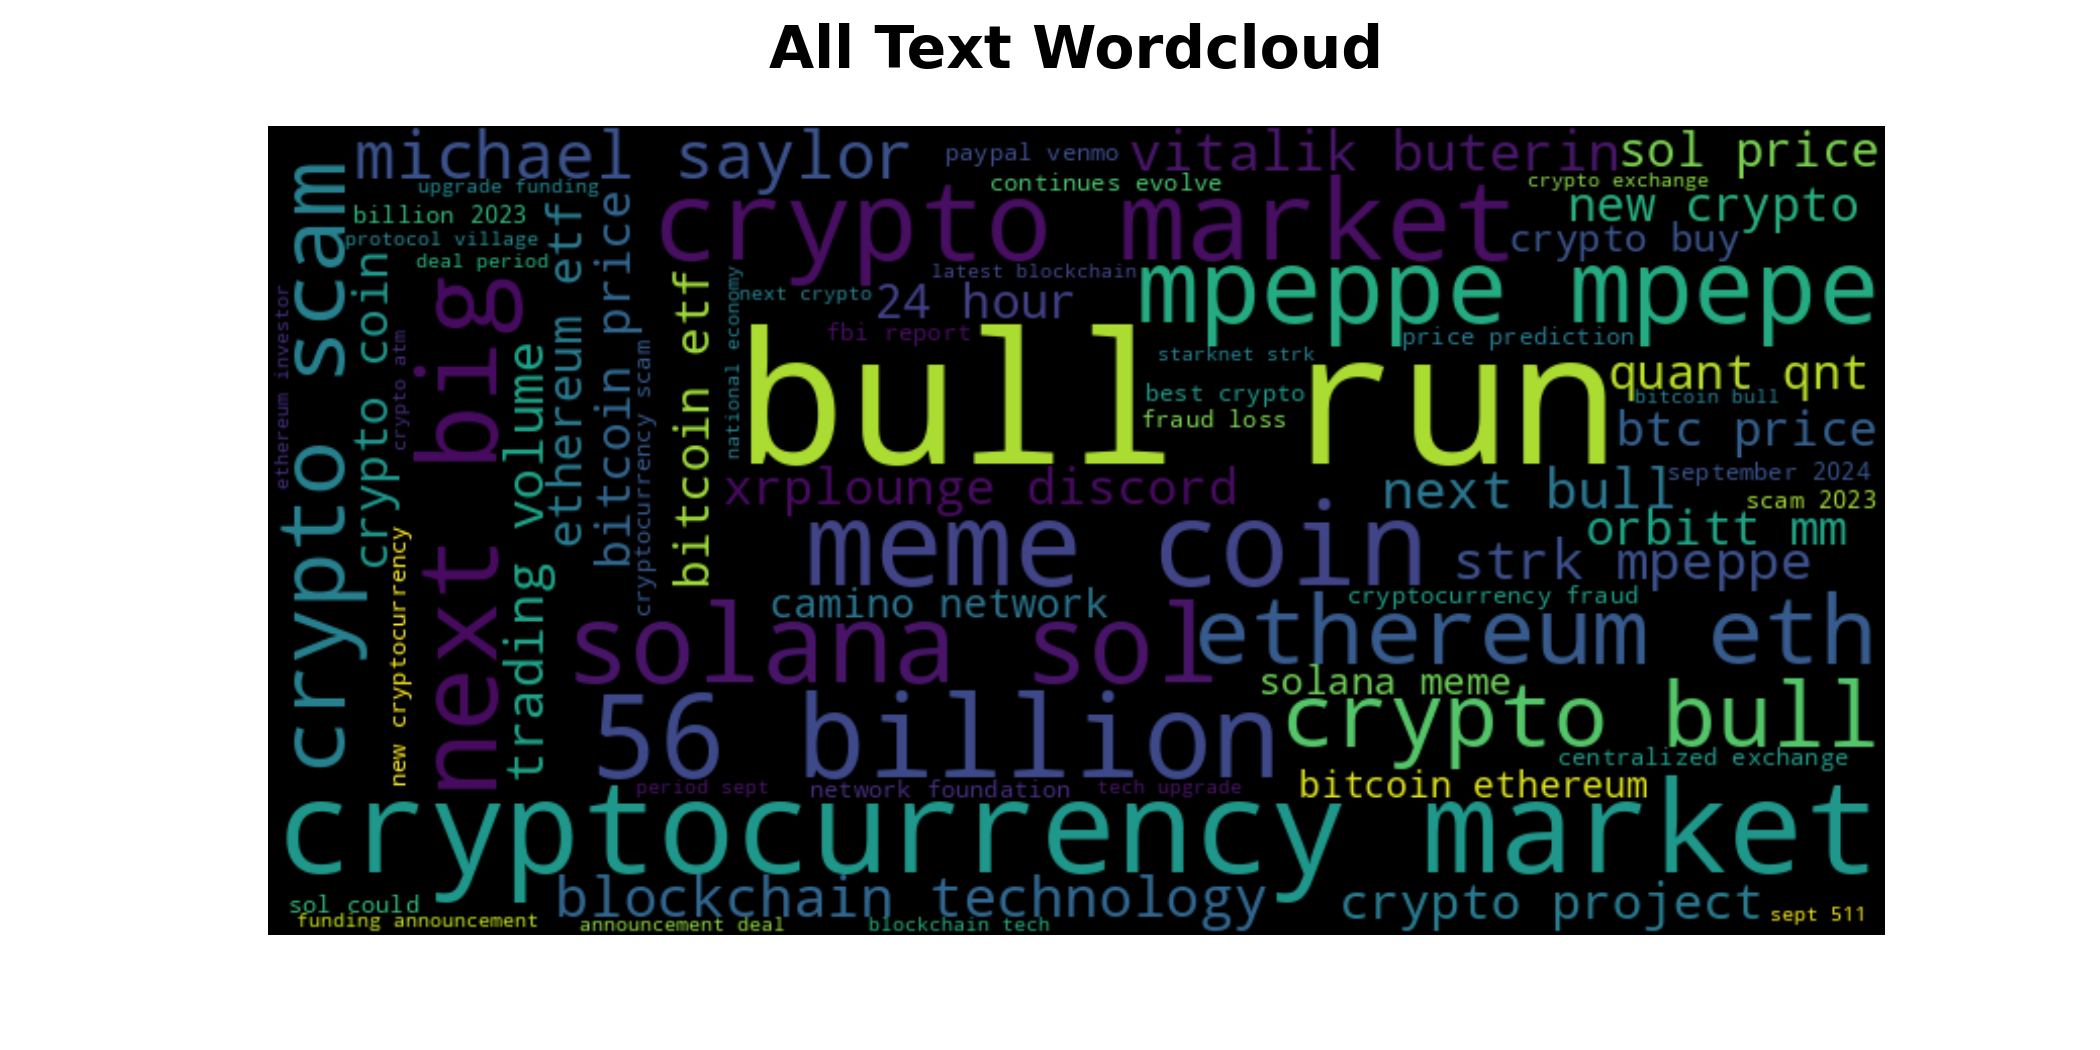 All Text Wordcloud
michael saylor
paypal venmo
vitalik buterin
sol price
upgrade funding
continues evolve
crypto exchange
billion 2023
crypto market
new crypto
protocol village
crypto buy
deal period
latest blockchain
mpeppe mpepe
next crypto
24 hour
fbi report
price prediction
bull run
starknet strk
quant qnt
best crypto
bitcoin bull
fraud loss
btc price
crypto scam
ethereum investor
crypto coin
crypto atm
new cryptocurrency
next big
trading volume
ethereum etf
bitcoin price
cryptocurrency scam
bitcoin etf
national economy
xrplounge discord
next bull
september 2024
scam 2023
meme coin
orbitt mm
strk mpeppe
camino network
cryptocurrency fraud
solana sol
ethereum eth
solana meme
56 billion
crypto bull
centralized exchange
period sept
network foundation
tech upgrade
bitcoin ethereum
cryptocurrency market
blockchain technology
crypto project
sol could
funding announcement
announcement deal
blockchain tech
sept 511